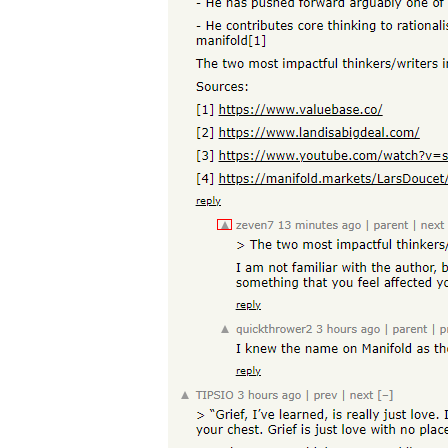 - He has pushed forward arguably one of
- He contributes core thinking to rationalis
manifold[1]
The two most impactful thinkers/writers i
Sources:
[1] https://www.valuebase.co/
[2] https://www.landisabigdeal.com/
[3] https://www.youtube.com/watch?v=s
[4] https://manifold.markets/LarsDoucet/
reply
zeven7 13 minutes ago | parent | next
> The two most impactful thinkers/
I am not familiar with the author, b
something that you feel affected yo
reply
quickthrower2 3 hours ago | parent | p
I knew the name on Manifold as the
reply
TIPSIO 3 hours ago | prev | next [–]
> “Grief, I’ve learned, is really just love. I
your chest. Grief is just love with no place